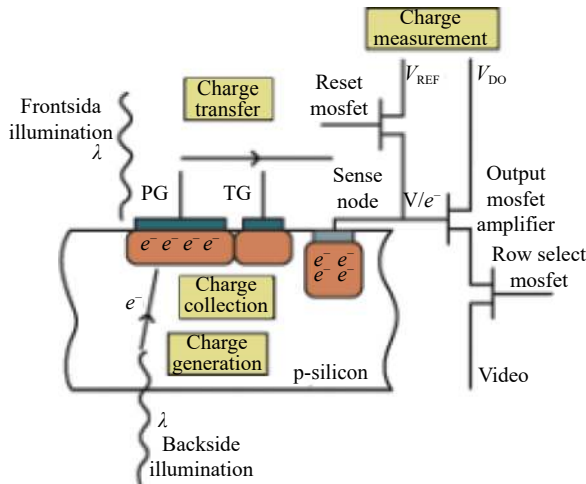 Charge
measurement
V_REF
V_DO
Reset
mosfet
Charge
transfer
Frontsida
illumination
λ
PG
TG
Sense
node
V/e⁻
Output
mosfet
amplifier
Row select
mosfet
e⁻ e⁻ e⁻ e⁻
e⁻ e⁻
e⁻ e⁻
e⁻
Charge
collection
Charge
generation
p-silicon
Video
λ
Backside
illumination